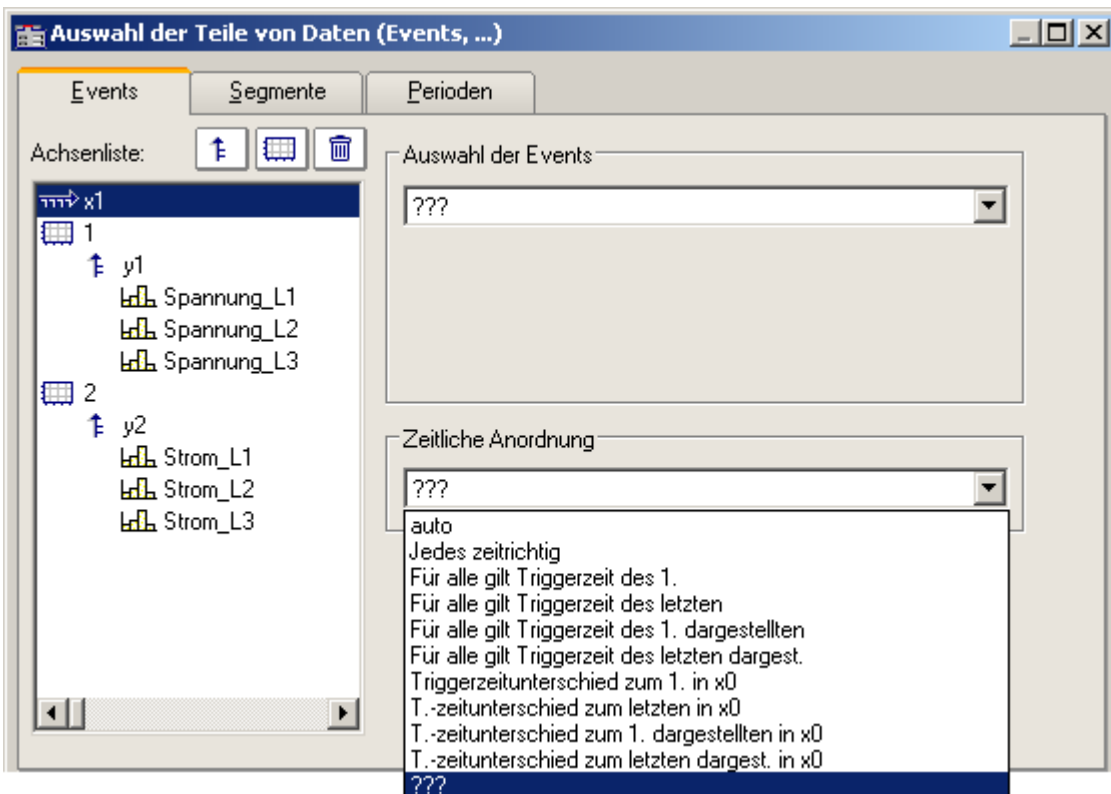 Auswahl der Teile von Daten (Events, ...)
Events
Segmente
Perioden
Achsenliste:
x1
1
y1
Spannung_L1
Spannung_L2
Spannung_L3
2
y2
Strom_L1
Strom_L2
Strom_L3
Auswahl der Events
???
Zeitliche Anordnung
???
auto
Jedes zeitrichtig
Für alle gilt Triggerzeit des 1.
Für alle gilt Triggerzeit des letzten
Für alle gilt Triggerzeit des 1. dargestellten
Für alle gilt Triggerzeit des letzten dargest.
Triggerzeitunterschied zum 1. in x0
T.-zeitunterschied zum letzten in x0
T.-zeitunterschied zum 1. dargestellten in x0
T.-zeitunterschied zum letzten dargest. in x0
???